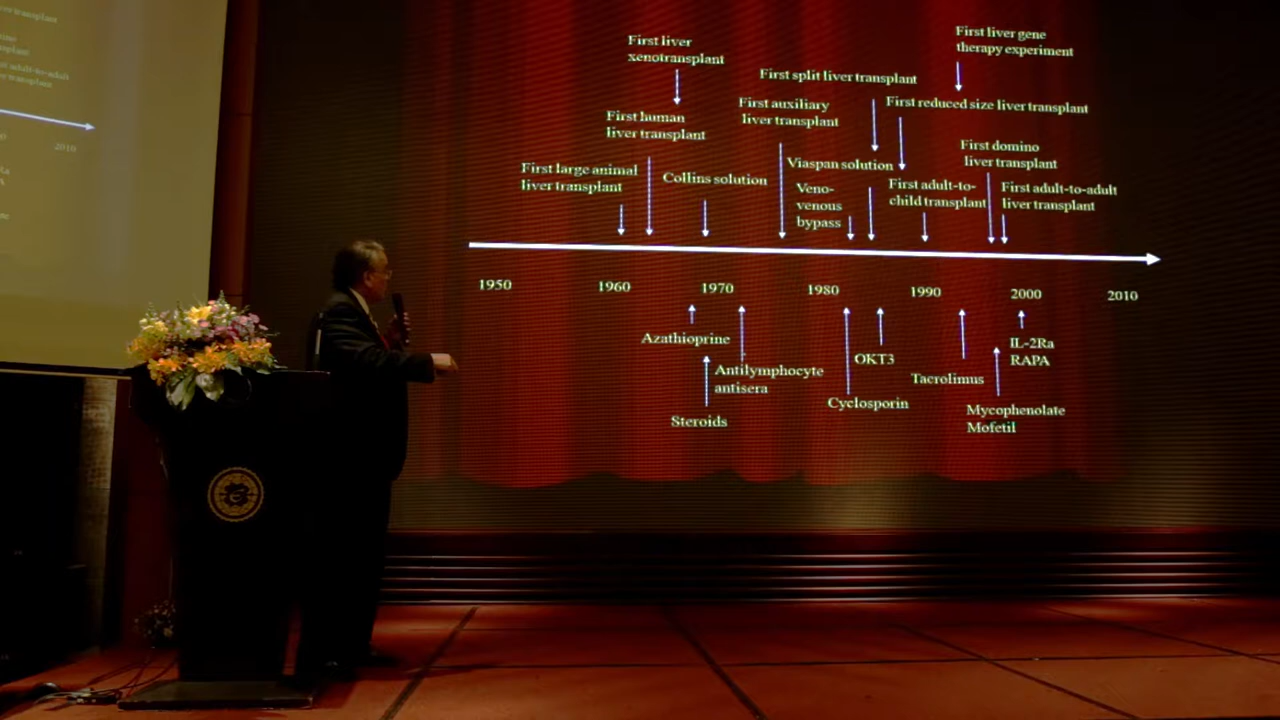 2010
First liver
xenotransplant
First liver gene
therapy experiment
First split liver transplant
First human
liver transplant
First auxiliary
liver transplant
First reduced size liver transplant
First large animal
liver transplant
Collins solution
Viaspan solution
Veno-
venous
bypass
First domino
liver transplant
First adult-to-
child transplant
First adult-to-adult
liver transplant
1950
1960
1970
1980
1990
2000
2010
Azathioprine
Antilymphocyte
antisera
Steroids
OKT3
Cyclosporin
Tacrolimus
IL-2Ra
RAPA
Mycophenolate
Mofetil